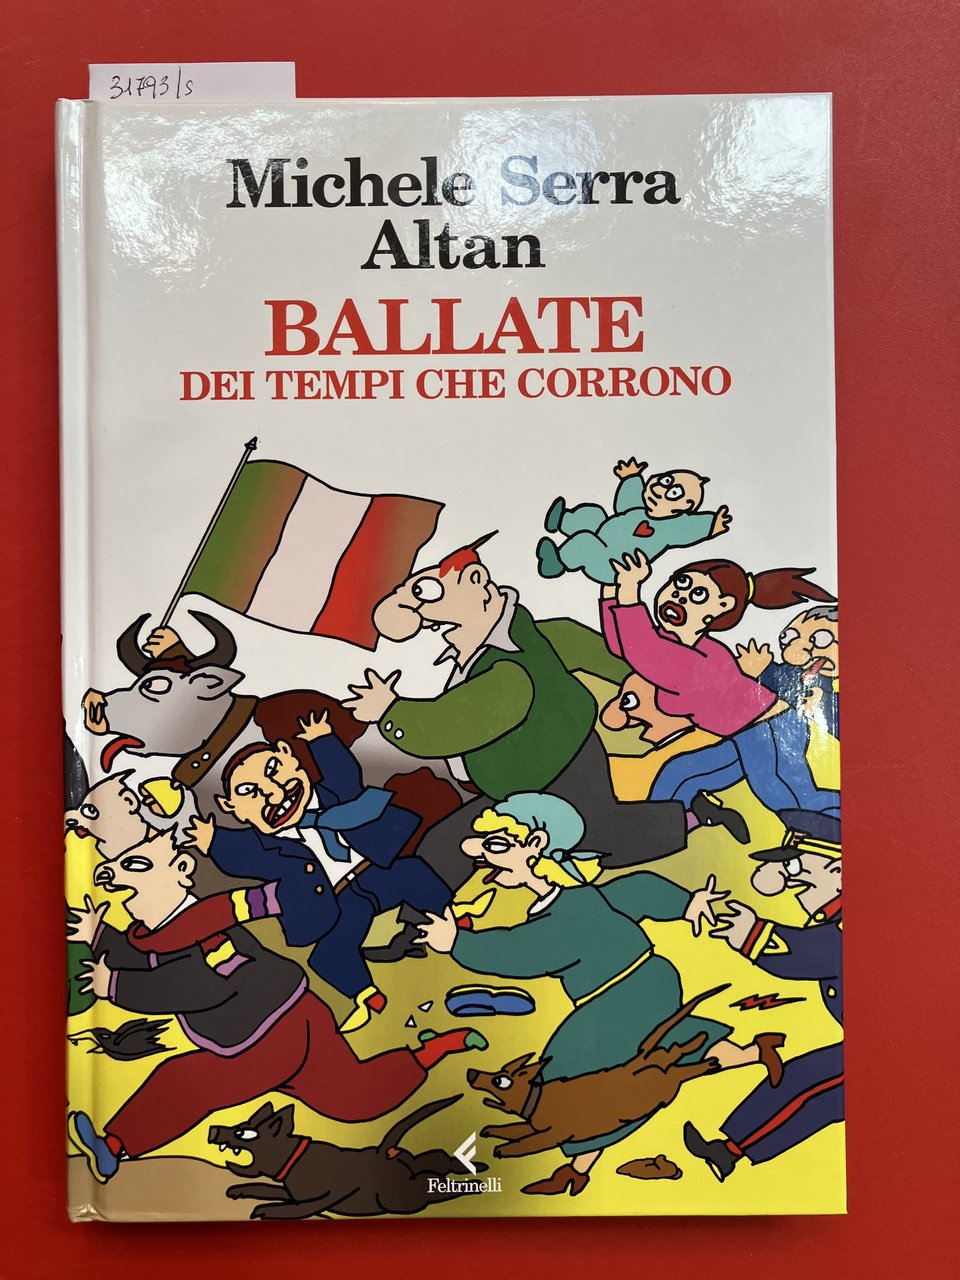 31793/s
Michele Serra
Altan
BALLATE
DEI TEMPI CHE CORRONO
Feltrinelli